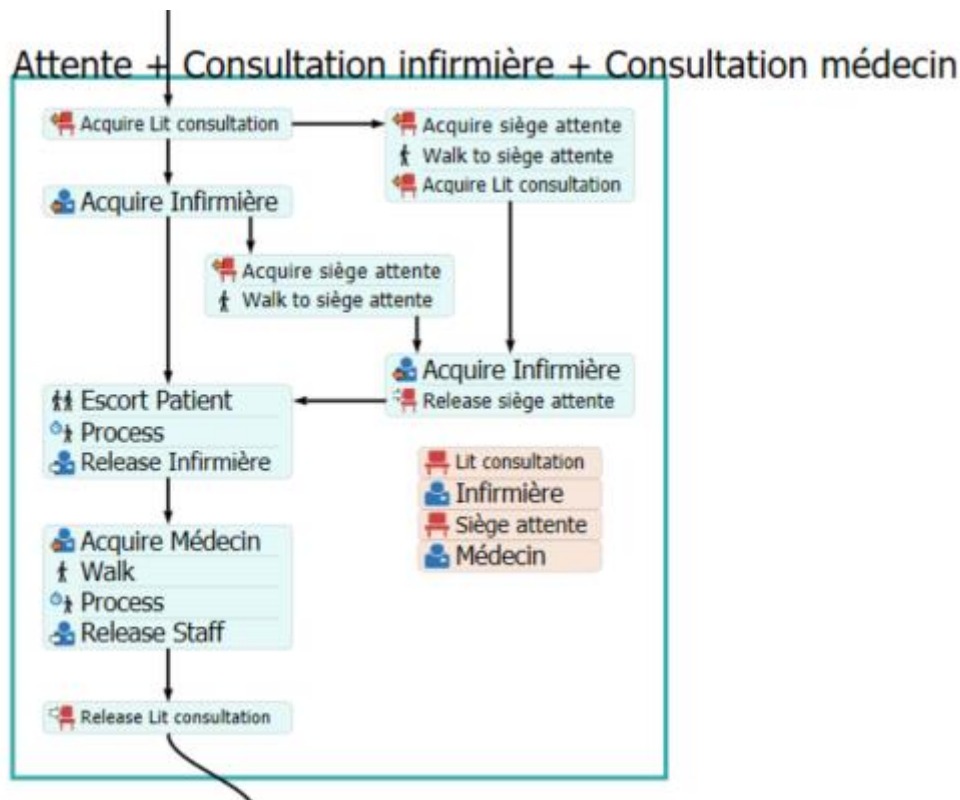 Attente + Consultation infirmière + Consultation médecin
Acquire Lit consultation
Acquire siège attente
Walk to siège attente
Acquire Lit consultation
Acquire Infirmière
Acquire siège attente
Walk to siège attente
Acquire Infirmière
Release siège attente
Escort Patient
Process
Release Infirmière
Lit consultation
Infirmière
Siège attente
Médecin
Acquire Médecin
Walk
Process
Release Staff
Release Lit consultation